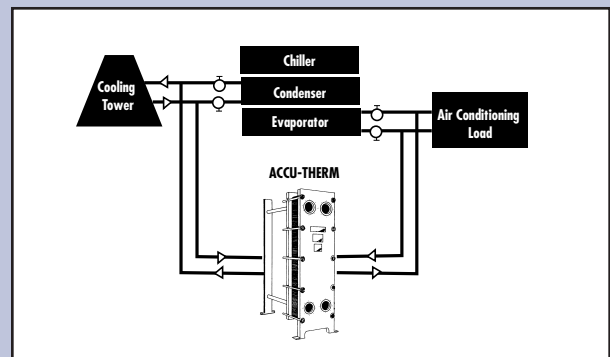 Chiller
Cooling
Tower
Condenser
Evaporator
Air Conditioning
Load
ACCU-THERM